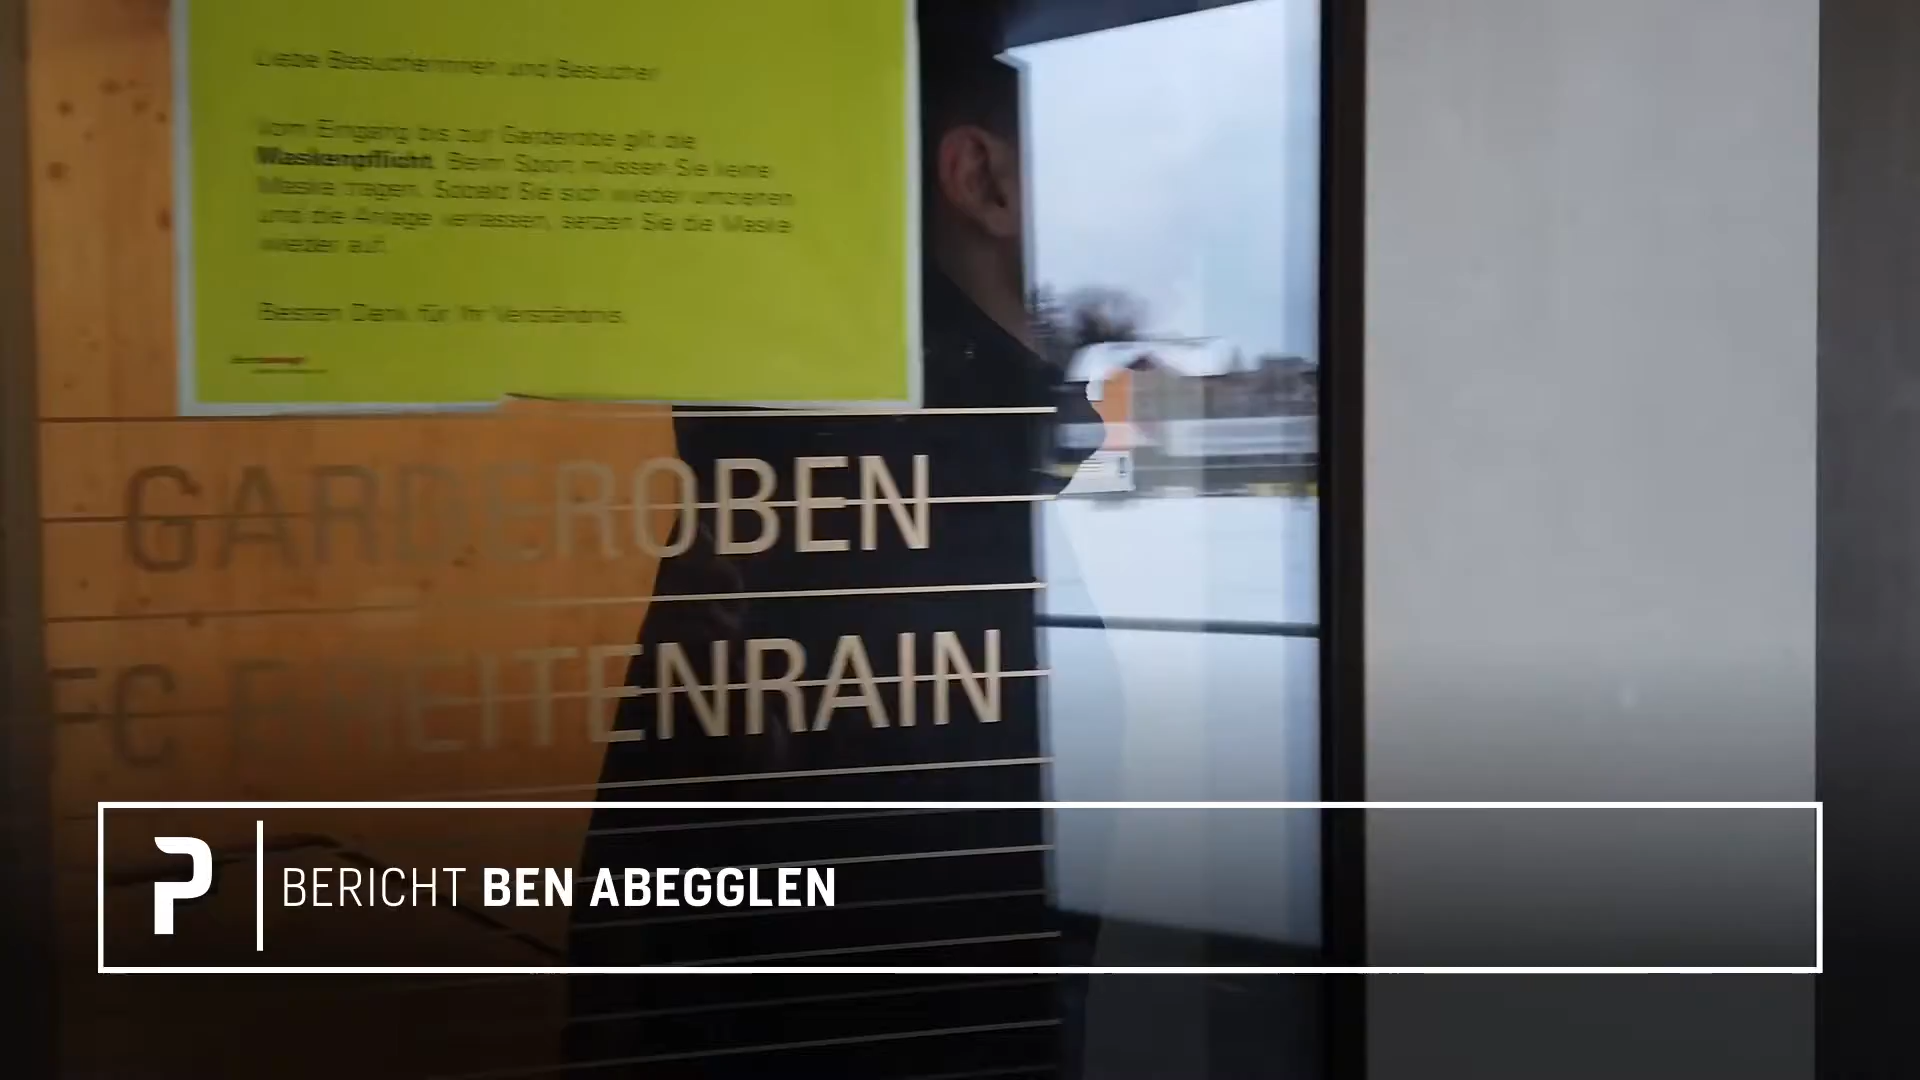 Liebe Besucherinnen und Besucher
Vom Eingang bis zur Garderobe gilt die
Maskenpflicht. Beim Sport müssen Sie keine
Maske tragen. Sobald Sie sich wieder umziehen
und die Anlage verlassen, setzen Sie die Maske
wieder auf.
Besten Dank für Ihr Verständnis.
GARDEROBEN
FC BREITENRAIN
P
BERICHT BEN ABEGGLEN